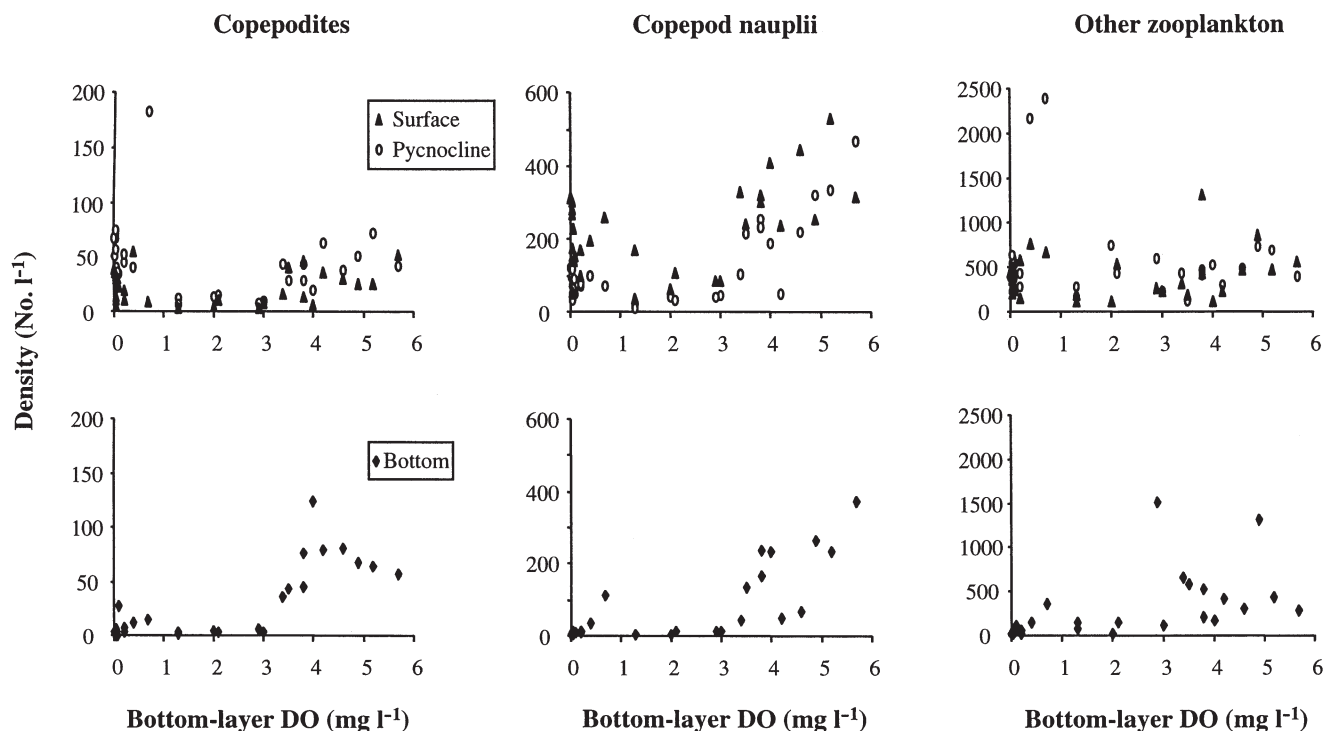 Copepodites
Copepod nauplii
Other zooplankton
Density (No. l⁻¹)
200
150
100
50
0
0 1 2 3 4 5 6
Surface
Pycnocline
600
400
200
0
0 1 2 3 4 5 6
2500
2000
1500
1000
500
0
0 1 2 3 4 5 6
200
150
100
50
0
0 1 2 3 4 5 6
Bottom
600
400
200
0
0 1 2 3 4 5 6
2500
2000
1500
1000
500
0
0 1 2 3 4 5 6
Bottom-layer DO (mg l⁻¹)
Bottom-layer DO (mg l⁻¹)
Bottom-layer DO (mg l⁻¹)